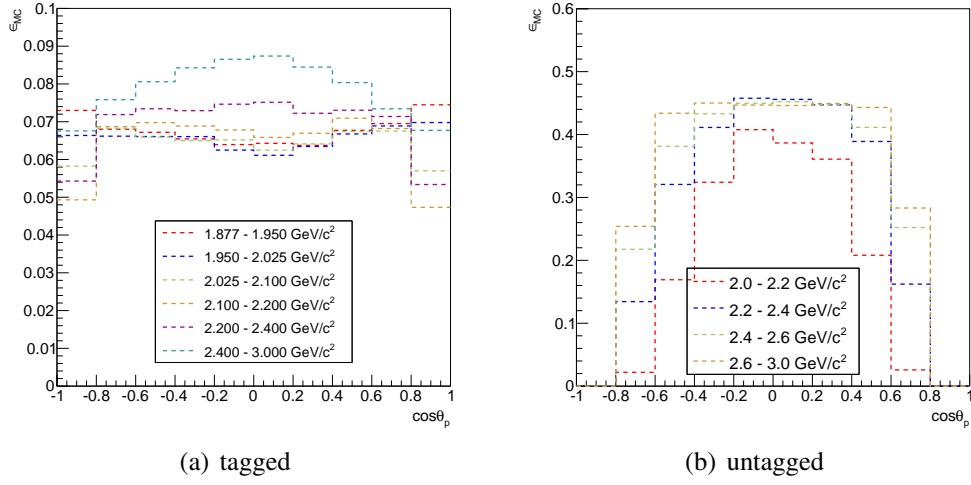 ε_MC
0.1
0.09
0.08
0.07
0.06
0.05
0.04
0.03
0.02
0.01
0
1.877 - 1.950 GeV/c²
1.950 - 2.025 GeV/c²
2.025 - 2.100 GeV/c²
2.100 - 2.200 GeV/c²
2.200 - 2.400 GeV/c²
2.400 - 3.000 GeV/c²
-1 -0.8 -0.6 -0.4 -0.2 0 0.2 0.4 0.6 0.8 1
cosθ_p
(a) tagged
ε_MC
0.6
0.5
0.4
0.3
0.2
0.1
0
2.0 - 2.2 GeV/c²
2.2 - 2.4 GeV/c²
2.4 - 2.6 GeV/c²
2.6 - 3.0 GeV/c²
-1 -0.8 -0.6 -0.4 -0.2 0 0.2 0.4 0.6 0.8 1
cosθ_p
(b) untagged